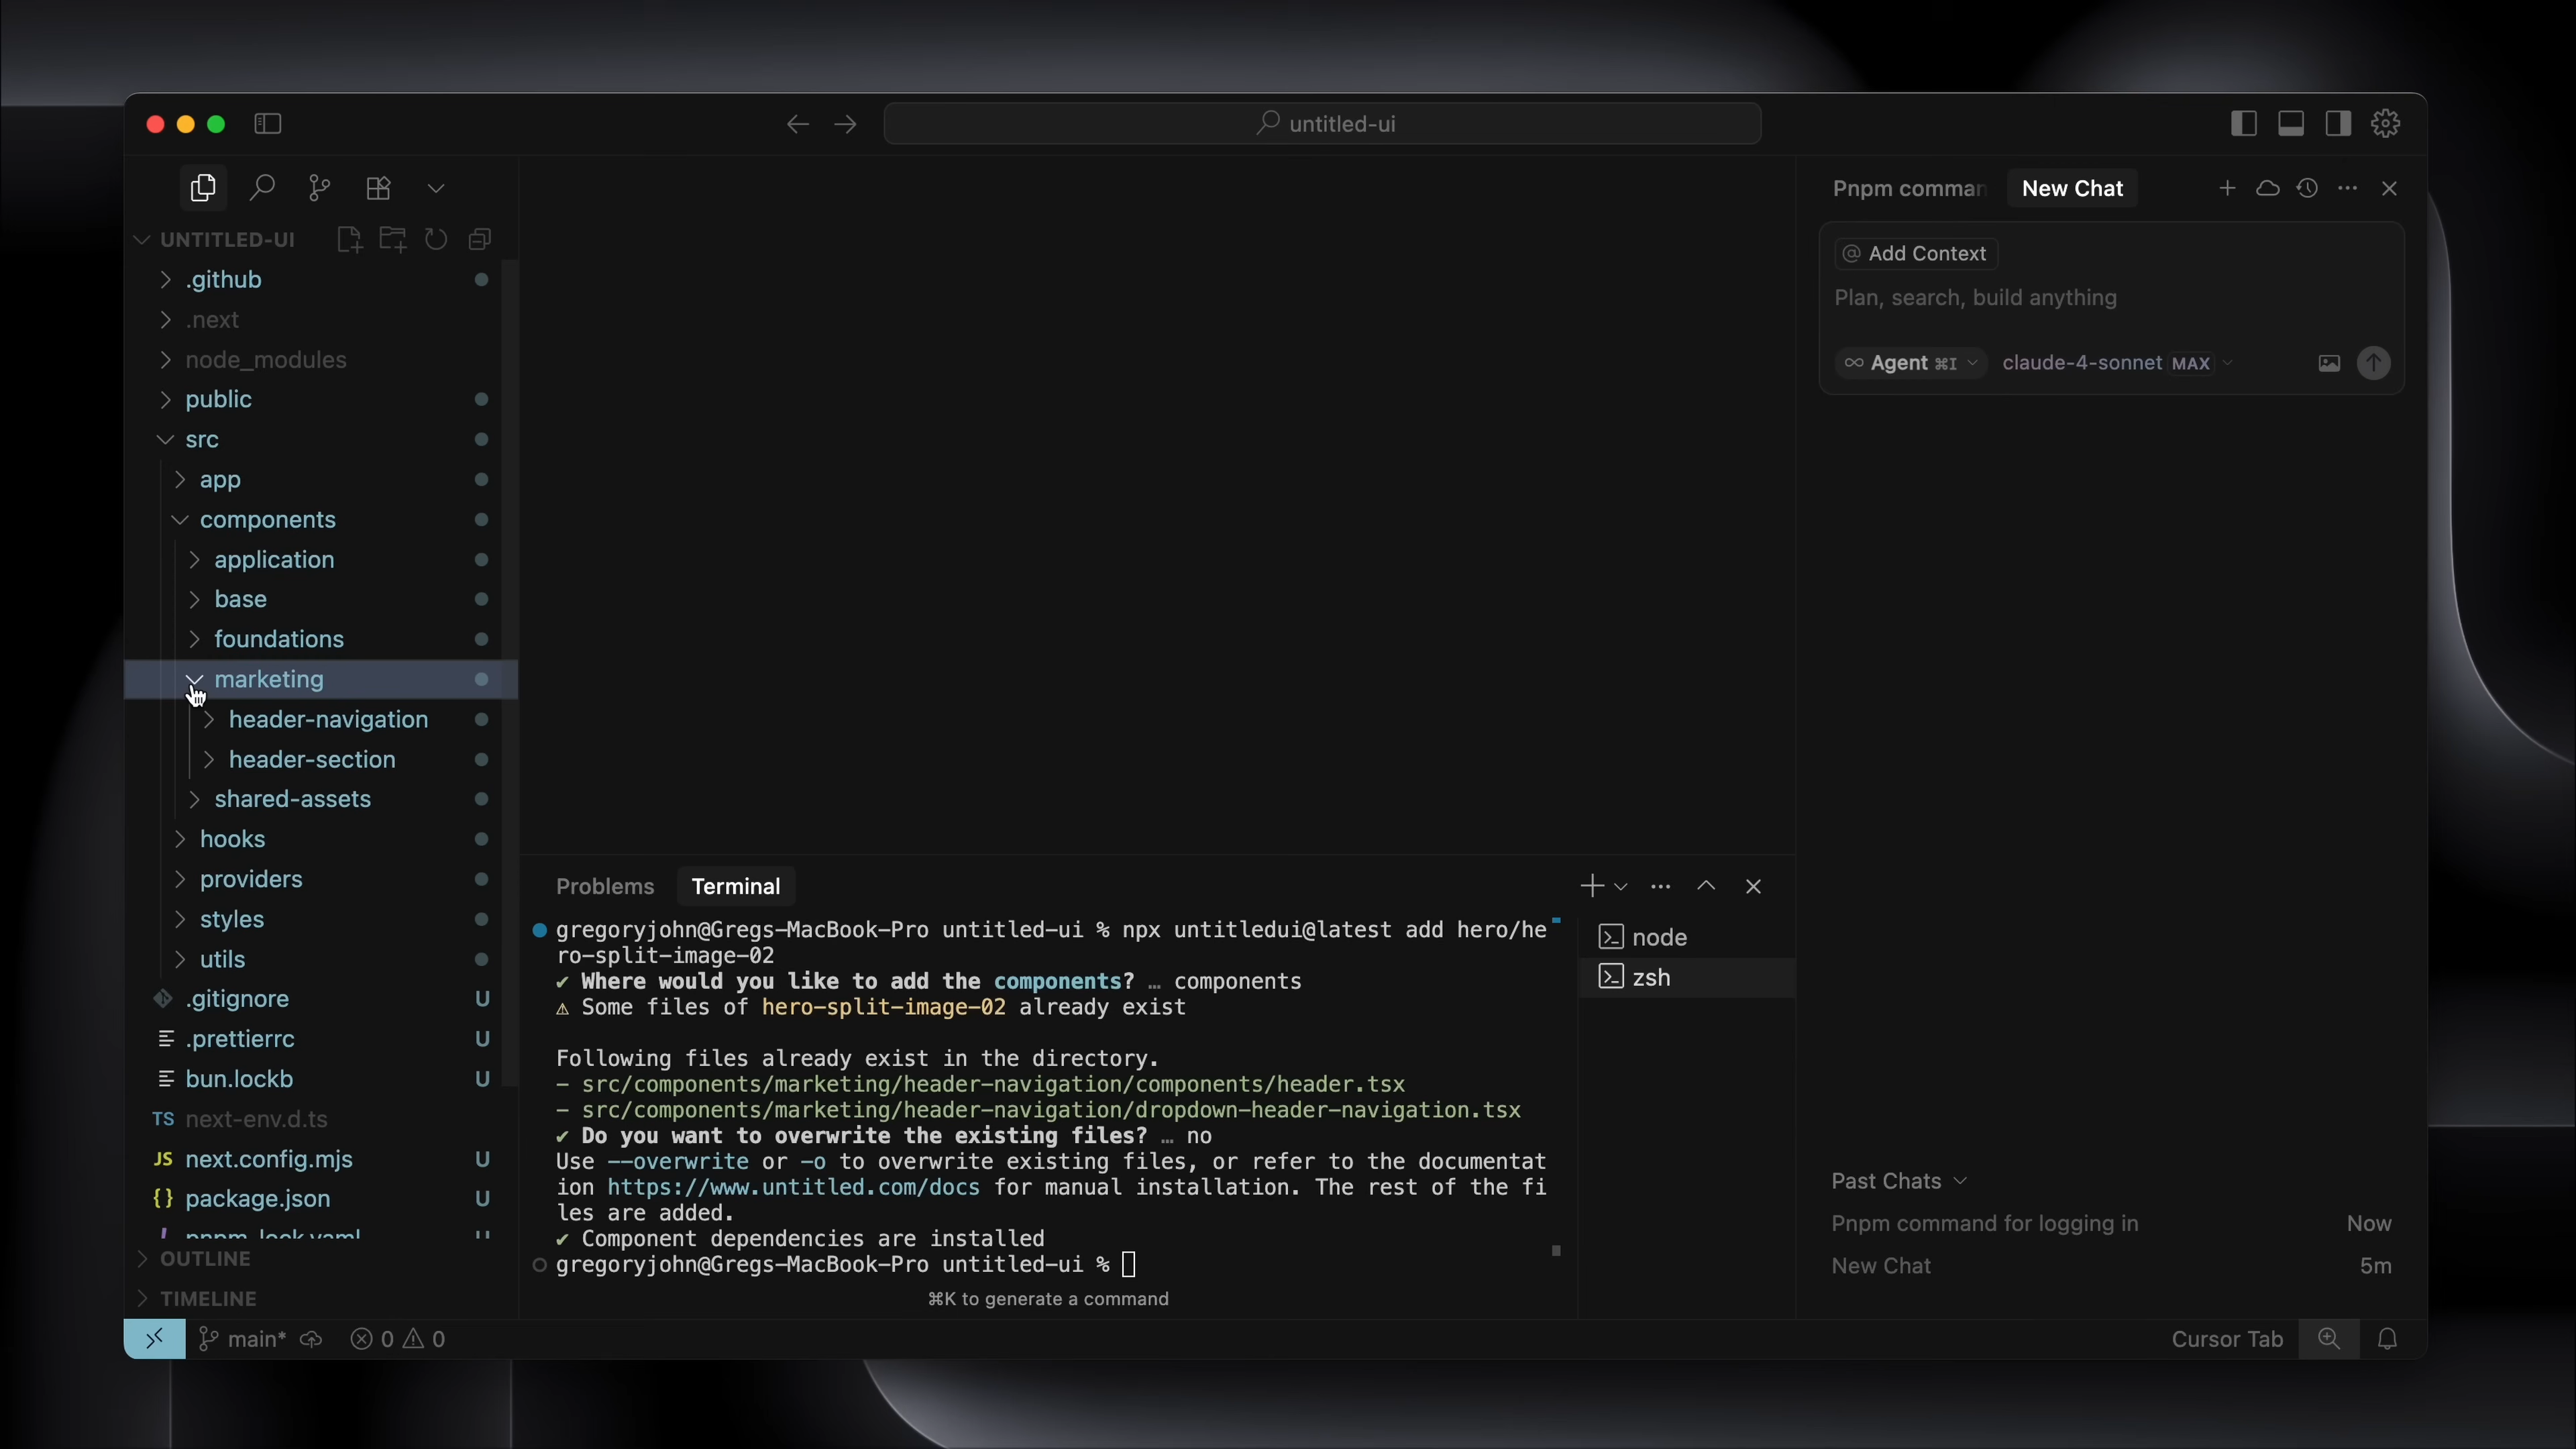 untitled-ui
UNTITLED-UI
.github
.next
node_modules
public
src
app
components
application
base
foundations
marketing
header-navigation
header-section
shared-assets
hooks
providers
styles
utils
.gitignore U
.prettierrc U
bun.lockb U
TS next-env.d.ts
JS next.config.mjs U
{} package.json U
! pnpm-lock.yaml U
OUTLINE
TIMELINE
Problems Terminal
gregoryjohn@Gregs-MacBook-Pro untitled-ui % npx untitledui@latest add hero/he
ro-split-image-02
✔ Where would you like to add the components? … components
⚠ Some files of hero-split-image-02 already exist
Following files already exist in the directory.
- src/components/marketing/header-navigation/components/header.tsx
- src/components/marketing/header-navigation/dropdown-header-navigation.tsx
✔ Do you want to overwrite the existing files? … no
Use --overwrite or -o to overwrite existing files, or refer to the documentat
ion https://www.untitled.com/docs for manual installation. The rest of the fi
les are added.
✔ Component dependencies are installed
gregoryjohn@Gregs-MacBook-Pro untitled-ui %
⌘K to generate a command
node
zsh
Pnpm comman New Chat
@ Add Context
Plan, search, build anything
∞ Agent ⌘I claude-4-sonnet MAX
Past Chats
Pnpm command for logging in Now
New Chat 5m
main* 0 0
Cursor Tab